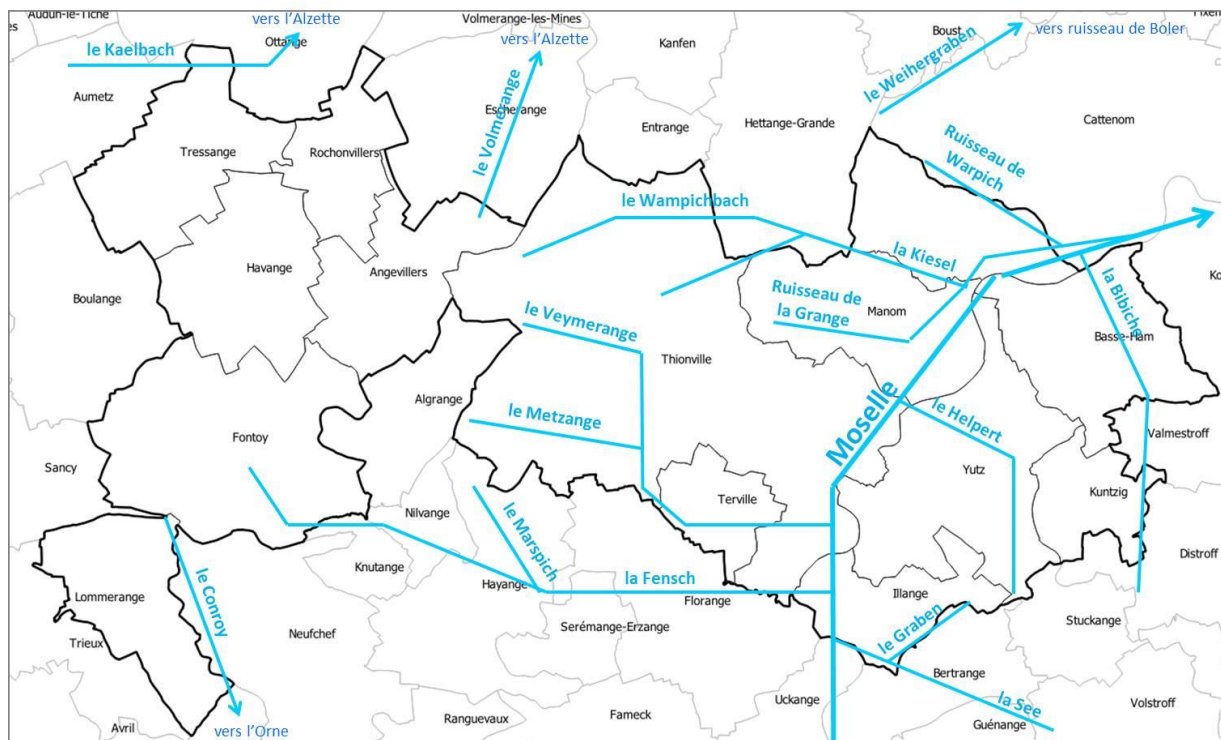 Audun-le-Tiche
vers l'Alzette
Volmerange-les-Mines
vers l'Alzette
Ottange
Kanfen
Boust
vers ruisseau de Boler
le Kaelbach
le Weihergraben
Aumetz
Escherange
le Volmerange
Entrange
Hettange-Grande
Cattenom
Tressange
Rochonvillers
Ruisseau de
Warpich
le Wampichbach
Havange
Angevillers
la Kiesel
la Bibiche
Boulange
Ruisseau de
la Grange
Manom
le Veymerange
Basse-Ham
Thionville
Algrange
Moselle
le Metzange
le Helpert
Fontoy
Valmestroff
Sancy
Yutz
Terville
Kuntzig
Nilvange
le Marspich
Distroff
Knutange
Hayange
la Fensch
Lommerange
le Conroy
Florange
Illange
Neufchef
Serémange-Erzange
le Graben
Stuckange
Trieux
Bertrange
Uckange
la See
Volstroff
Avril
vers l'Orne
Ranguevaux
Fameck
Guénange